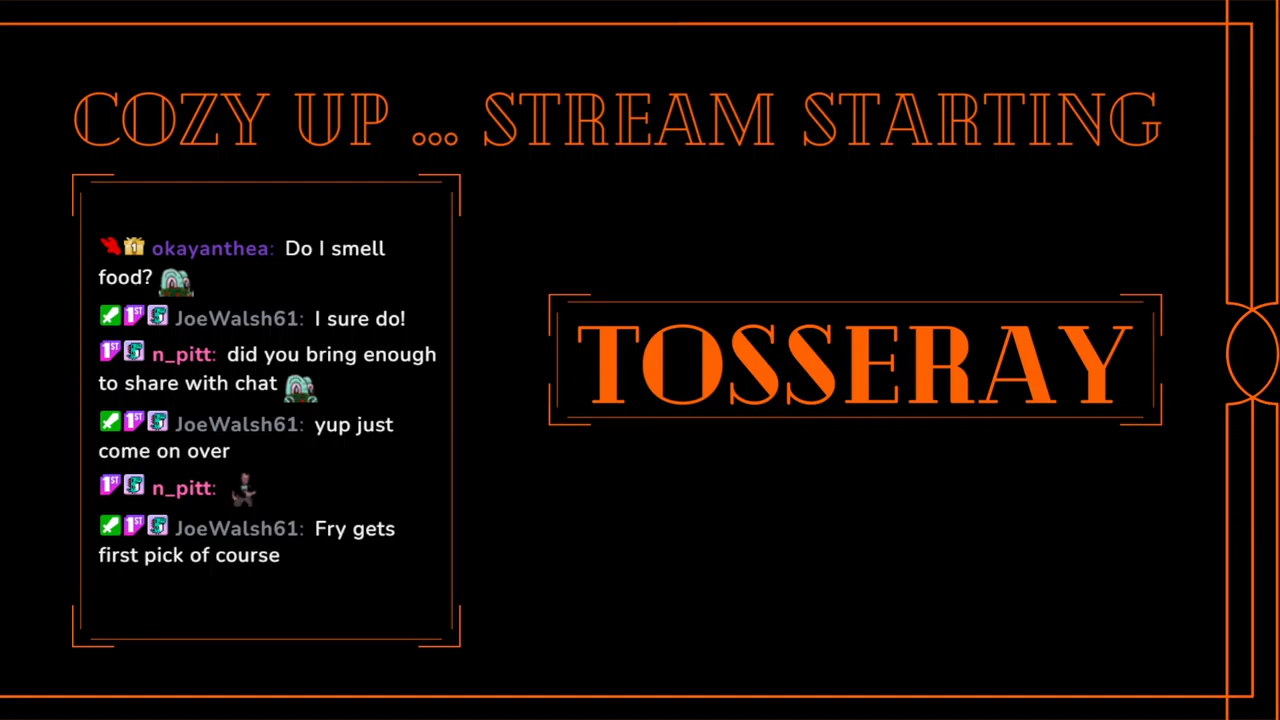 COZY UP ... STREAM STARTING
okayanthea: Do I smell
food?
JoeWalsh61: I sure do!
n_pitt: did you bring enough
to share with chat
JoeWalsh61: yup just
come on over
n_pitt:
JoeWalsh61: Fry gets
first pick of course
TOSSERAY